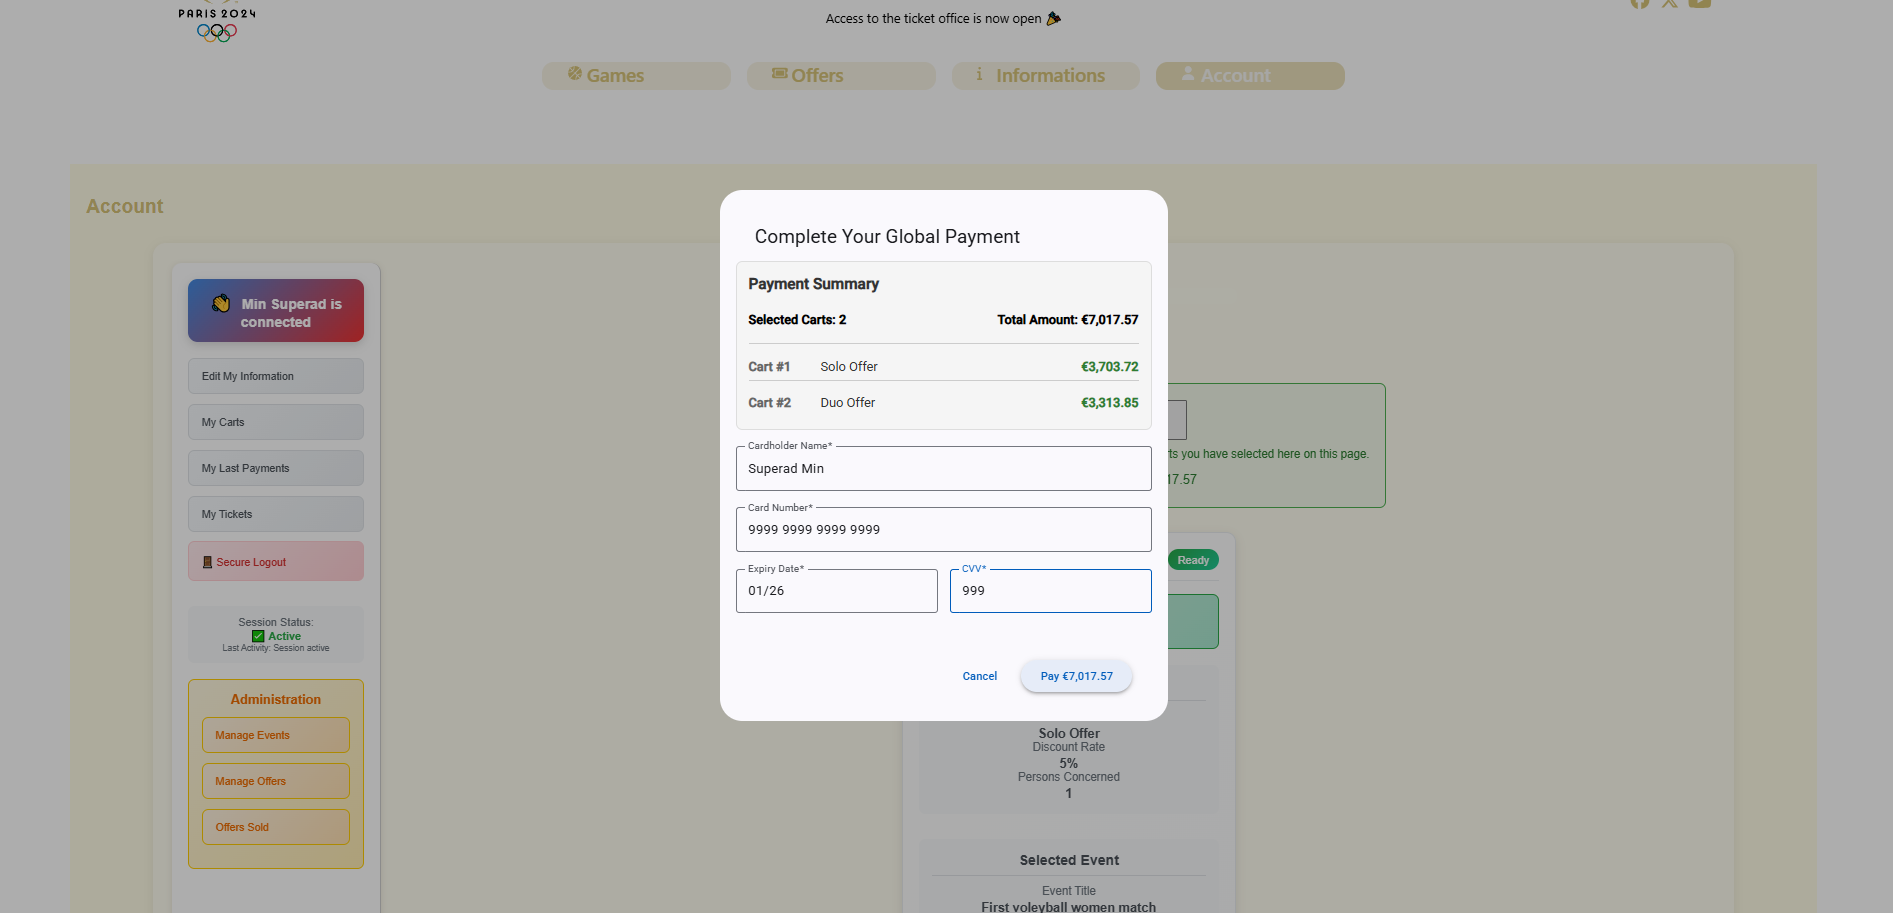 PARIS 2024
Access to the ticket office is now open
Games
Offers
Informations
Account
Account
Min Superad is
connected
Edit My Information
My Carts
My Last Payments
My Tickets
Secure Logout
Session Status:
Active
Last Activity: Session active
Administration
Manage Events
Manage Offers
Offers Sold
Complete Your Global Payment
Payment Summary
Selected Carts: 2 Total Amount: €7,017.57
Cart #1 Solo Offer €3,703.72
Cart #2 Duo Offer €3,313.85
Cardholder Name*
Superad Min
Card Number*
9999 9999 9999 9999
Expiry Date*
01/26
CVV*
999
Cancel
Pay €7,017.57
you have selected here on this page.
17.57
Ready
Solo Offer
Discount Rate
5%
Persons Concerned
1
Selected Event
Event Title
First voleyball women match